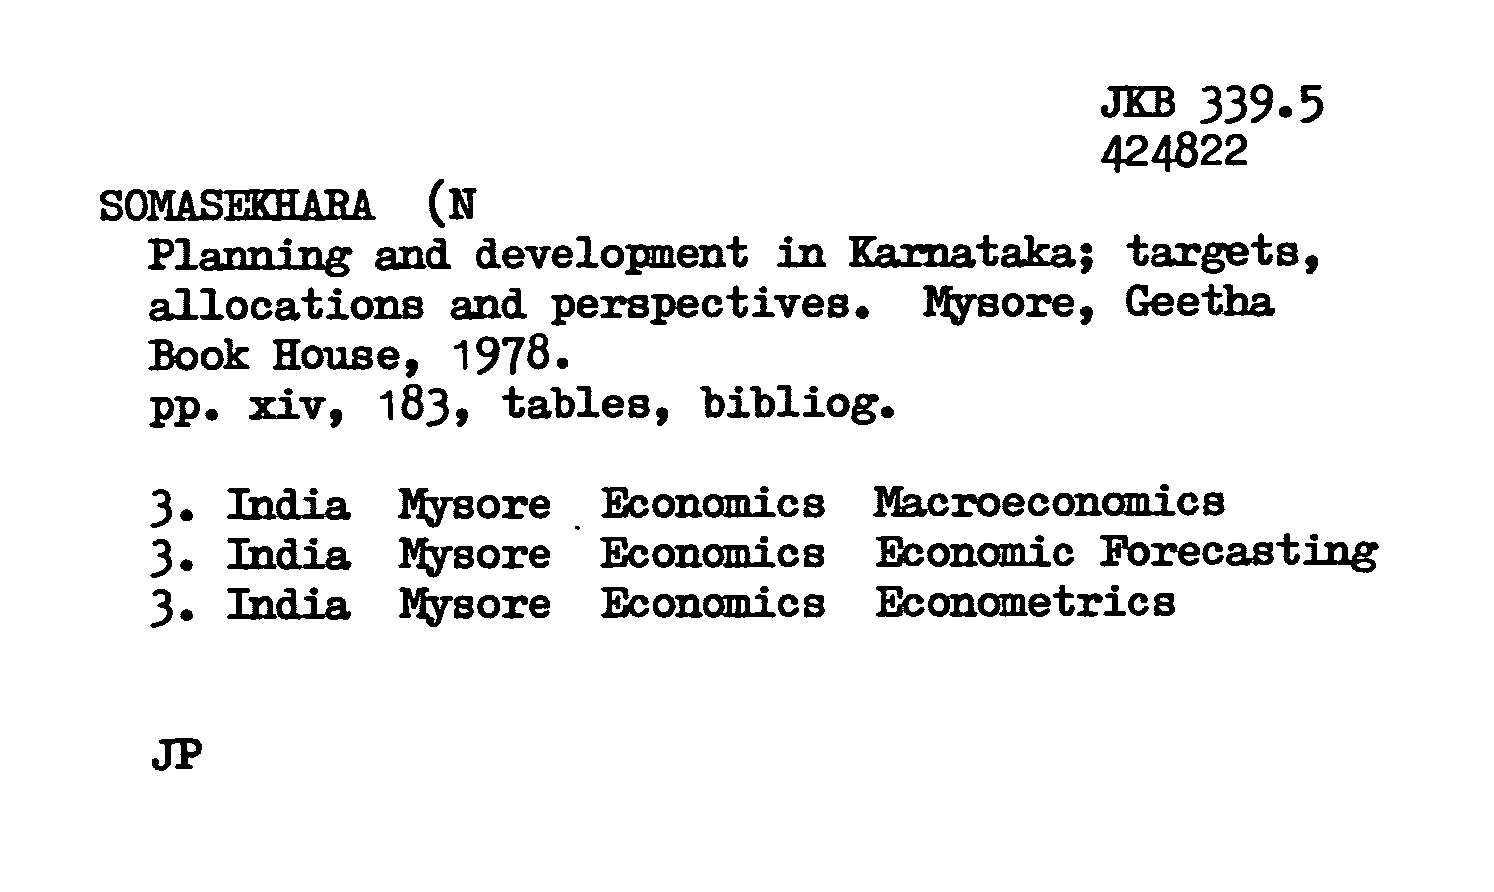 JKB 339.5
424822
SOMASEKHARA (N
Planning and development in Karnataka; targets,
allocations and perspectives. Mysore, Geetha
Book House, 1978.
pp. xiv, 183, tables, bibliog.
3. India Mysore Economics Macroeconomics
3. India Mysore Economics Economic Forecasting
3. India Mysore Economics Econometrics
JP